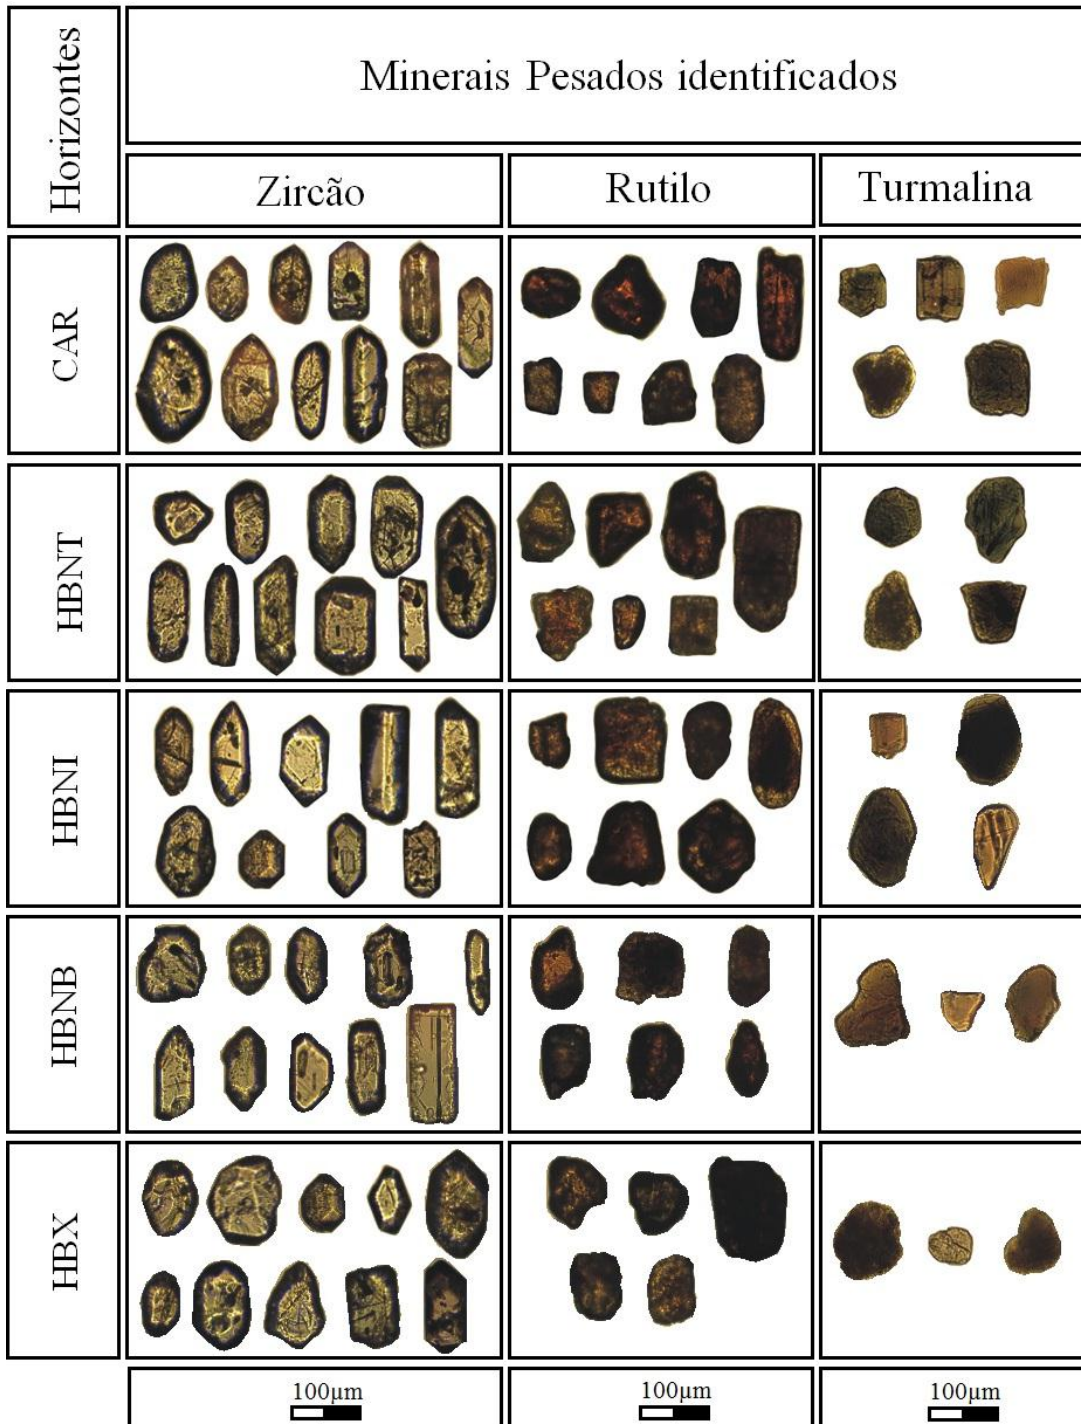 Horizontes
Minerais Pesados identificados
Zircão
Rutilo
Turmalina
CAR
HBNT
HBNI
HBNB
HBX
100µm
100µm
100µm